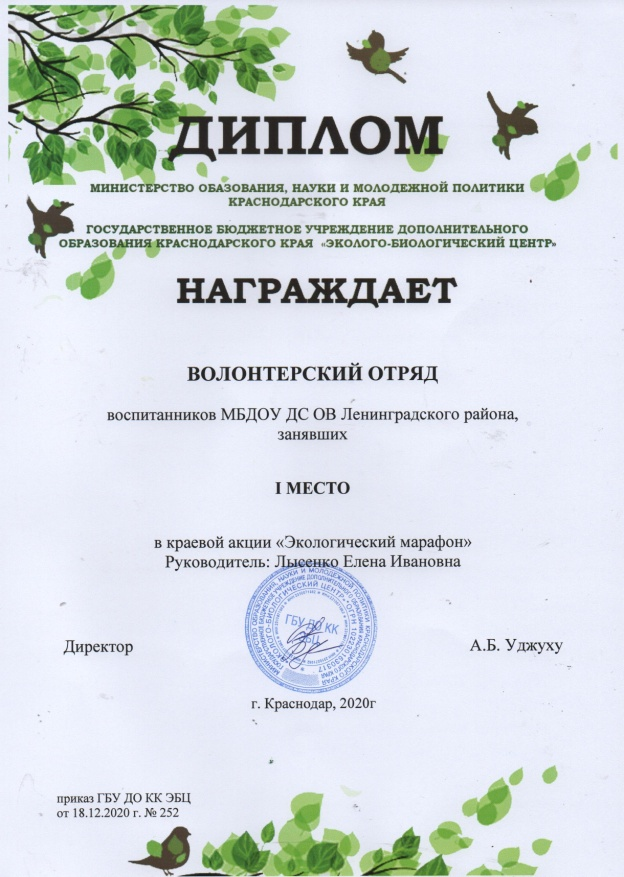 ДИПЛОМ
МИНИСТЕРСТВО ОБАЗОВАНИЯ, НАУКИ И МОЛОДЕЖНОЙ ПОЛИТИКИ
КРАСНОДАРСКОГО КРАЯ
ГОСУДАРСТВЕННОЕ БЮДЖЕТНОЕ УЧРЕЖДЕНИЕ ДОПОЛНИТЕЛЬНОГО
ОБРАЗОВАНИЯ КРАСНОДАРСКОГО КРАЯ «ЭКОЛОГО-БИОЛОГИЧЕСКИЙ ЦЕНТР»
НАГРАЖДАЕТ
ВОЛОНТЕРСКИЙ ОТРЯД
воспитанников МБДОУ ДС ОВ Ленинградского района,
занявших
I МЕСТО
в краевой акции «Экологический марафон»
Руководитель: Лысенко Елена Ивановна
ГБУ ДО КК
ЭБЦ
Директор
А.Б. Уджуху
г. Краснодар, 2020г
приказ ГБУ ДО КК ЭБЦ
от 18.12.2020 г. № 252